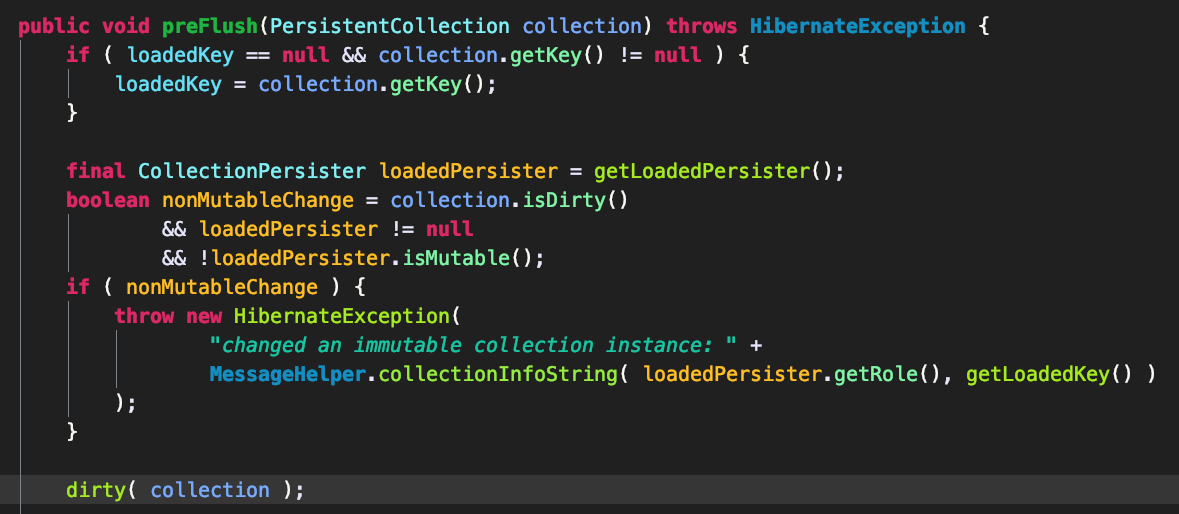 public void preFlush(PersistentCollection collection) throws HibernateException {
    if ( loadedKey == null && collection.getKey() != null ) {
        loadedKey = collection.getKey();
    }

    final CollectionPersister loadedPersister = getLoadedPersister();
    boolean nonMutableChange = collection.isDirty()
            && loadedPersister != null
            && !loadedPersister.isMutable();
    if ( nonMutableChange ) {
        throw new HibernateException(
                "changed an immutable collection instance: " +
                MessageHelper.collectionInfoString( loadedPersister.getRole(), getLoadedKey() )
        );
    }

    dirty( collection );